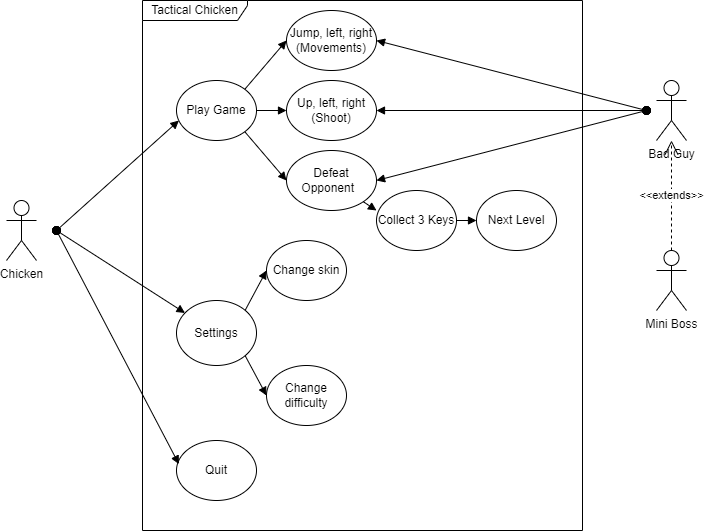 Tactical Chicken
Jump, left, right
(Movements)
Play Game
Up, left, right
(Shoot)
Bad Guy
Defeat
Opponent
<<extends>>
Collect 3 Keys
Next Level
Chicken
Change skin
Mini Boss
Settings
Change
difficulty
Quit